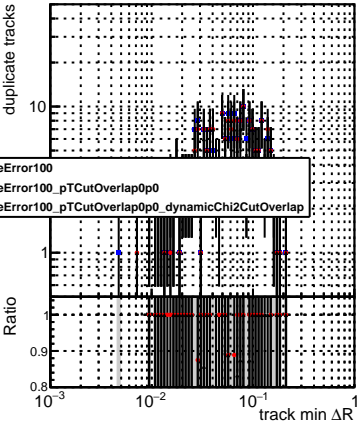 duplicate tracks
10
eError100
eError100_pTCutOverlap0p0
eError100_pTCutOverlap0p0_dynamicChi2CutOverlap
1
Ratio
1
0.9
0.8
10⁻³ 10⁻² 10⁻¹ 1
track min ΔR